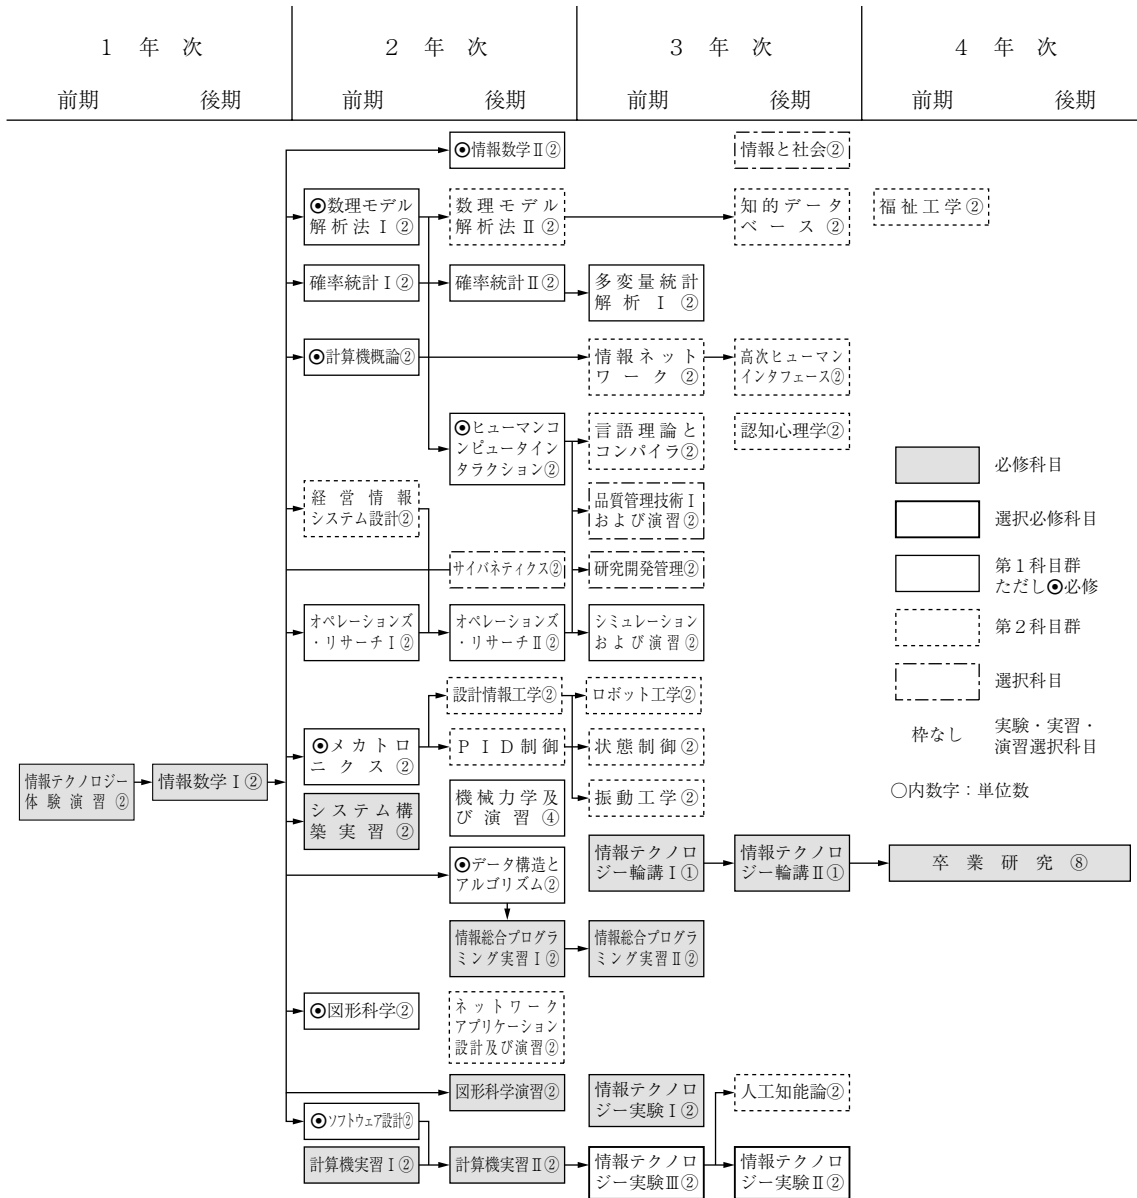 1 年 次
2 年 次
3 年 次
4 年 次
前期
後期
前期
後期
前期
後期
前期
後期
⦿情報数学Ⅱ②
情報と社会②
⦿数理モデル
解析法Ⅰ②
数理モデル
解析法Ⅱ②
知的データ
ベース②
福祉工学②
確率統計Ⅰ②
確率統計Ⅱ②
多変量統計
解析Ⅰ②
⦿計算機概論②
情報ネット
ワーク②
高次ヒューマン
インタフェース②
⦿ヒューマンコ
ンピュータイン
タラクション②
言語理論と
コンパイラ②
認知心理学②
経営情報
システム設計②
品質管理技術Ⅰ
および演習②
サイバネティクス②
研究開発管理②
オペレーションズ
・リサーチⅠ②
オペレーションズ
・リサーチⅡ②
シミュレーション
および演習②
設計情報工学②
ロボット工学②
⦿メカトロ
ニクス②
PID制御②
状態制御②
情報テクノロジー
体験演習②
情報数学Ⅰ②
システム構
築実習②
機械力学及
び演習④
振動工学②
⦿データ構造と
アルゴリズム②
情報テクノロ
ジー輪講Ⅰ①
情報テクノロ
ジー輪講Ⅱ①
卒業研究⑧
情報総合プログラ
ミング実習Ⅰ②
情報総合プログラ
ミング実習Ⅱ②
⦿図形科学②
ネットワーク
アプリケーション
設計及び演習②
図形科学演習②
情報テクノロ
ジー実験Ⅰ②
人工知能論②
⦿ソフトウェア設計②
計算機実習Ⅰ②
計算機実習Ⅱ②
情報テクノロ
ジー実験Ⅲ②
情報テクノロ
ジー実験Ⅱ②
必修科目
選択必修科目
第1科目群
ただし⦿必修
第2科目群
選択科目
枠なし
実験・実習・
演習選択科目
○内数字：単位数